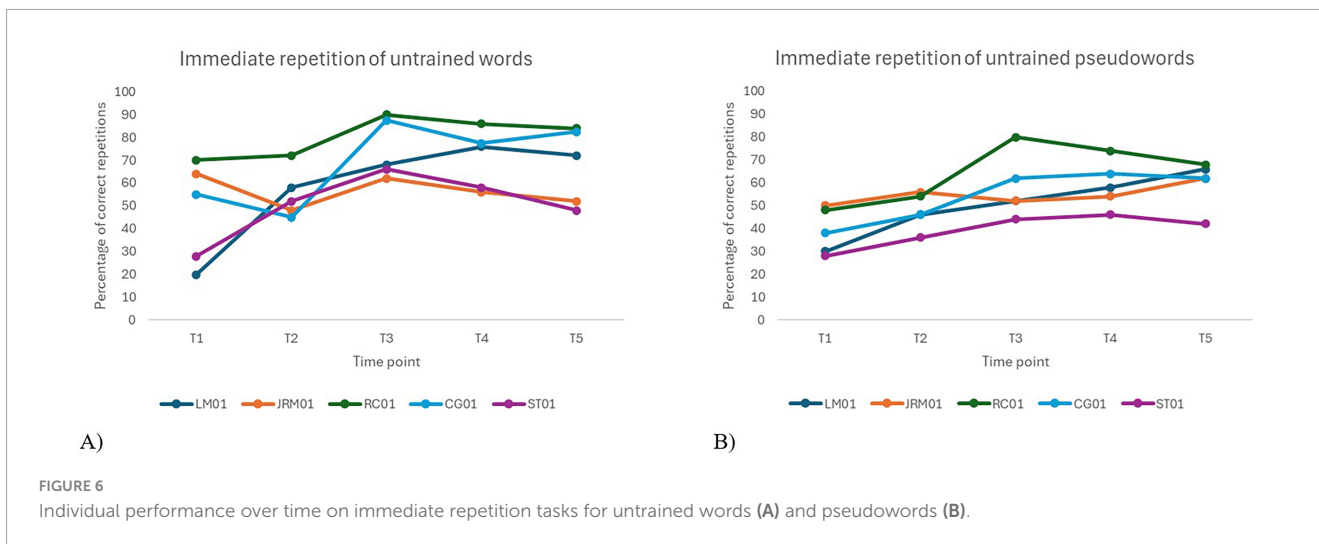 Immediate repetition of untrained words
Percentage of correct repetitions
100
90
80
70
60
50
40
30
20
10
0
T1 T2 T3 T4 T5
Time point
LM01 JRM01 RC01 CG01 ST01
A)
Immediate repetition of untrained pseudowords
Percentage of correct repetitions
100
90
80
70
60
50
40
30
20
10
0
T1 T2 T3 T4 T5
Time point
LM01 JRM01 RC01 CG01 ST01
B)
FIGURE 6
Individual performance over time on immediate repetition tasks for untrained words (A) and pseudowords (B).